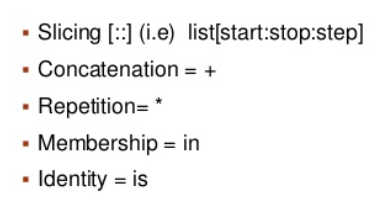 ▪ Slicing [::] (i.e) list[start:stop:step]
▪ Concatenation = +
▪ Repetition= *
▪ Membership = in
▪ Identity = is